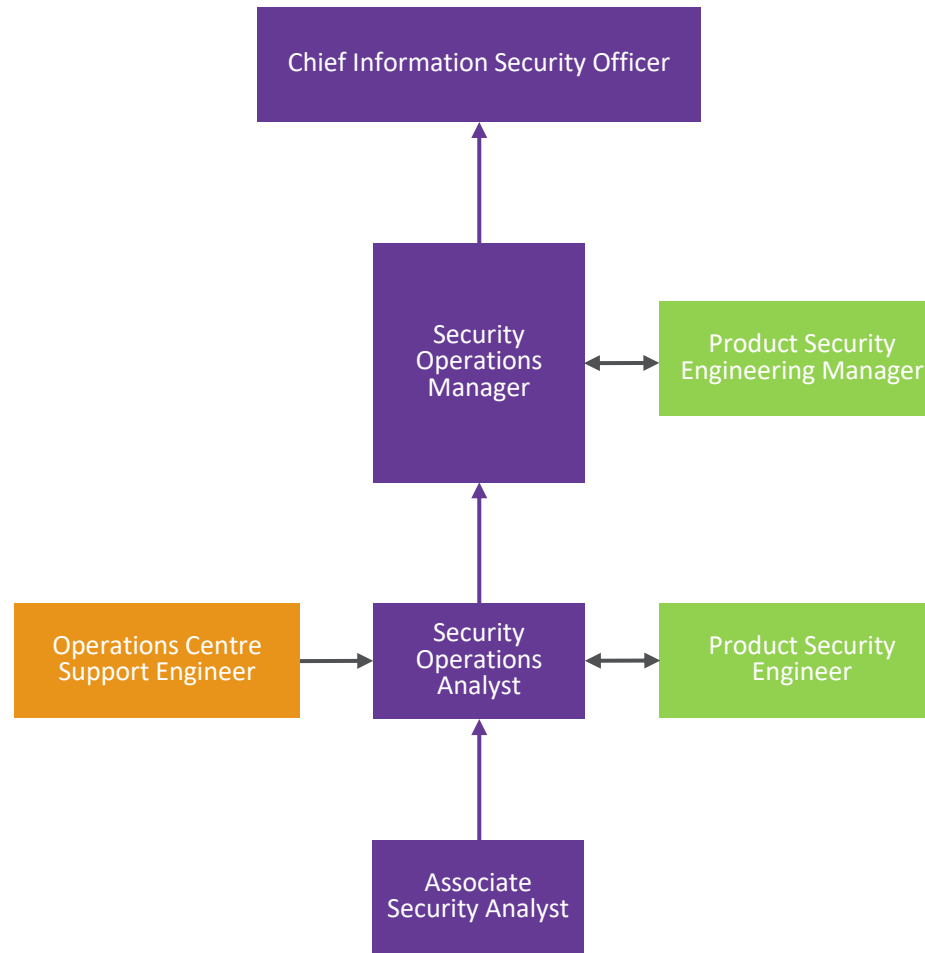 Chief Information Security Officer
Security
Operations
Manager
Product Security
Engineering Manager
Operations Centre
Support Engineer
Security
Operations
Analyst
Product Security
Engineer
Associate
Security Analyst